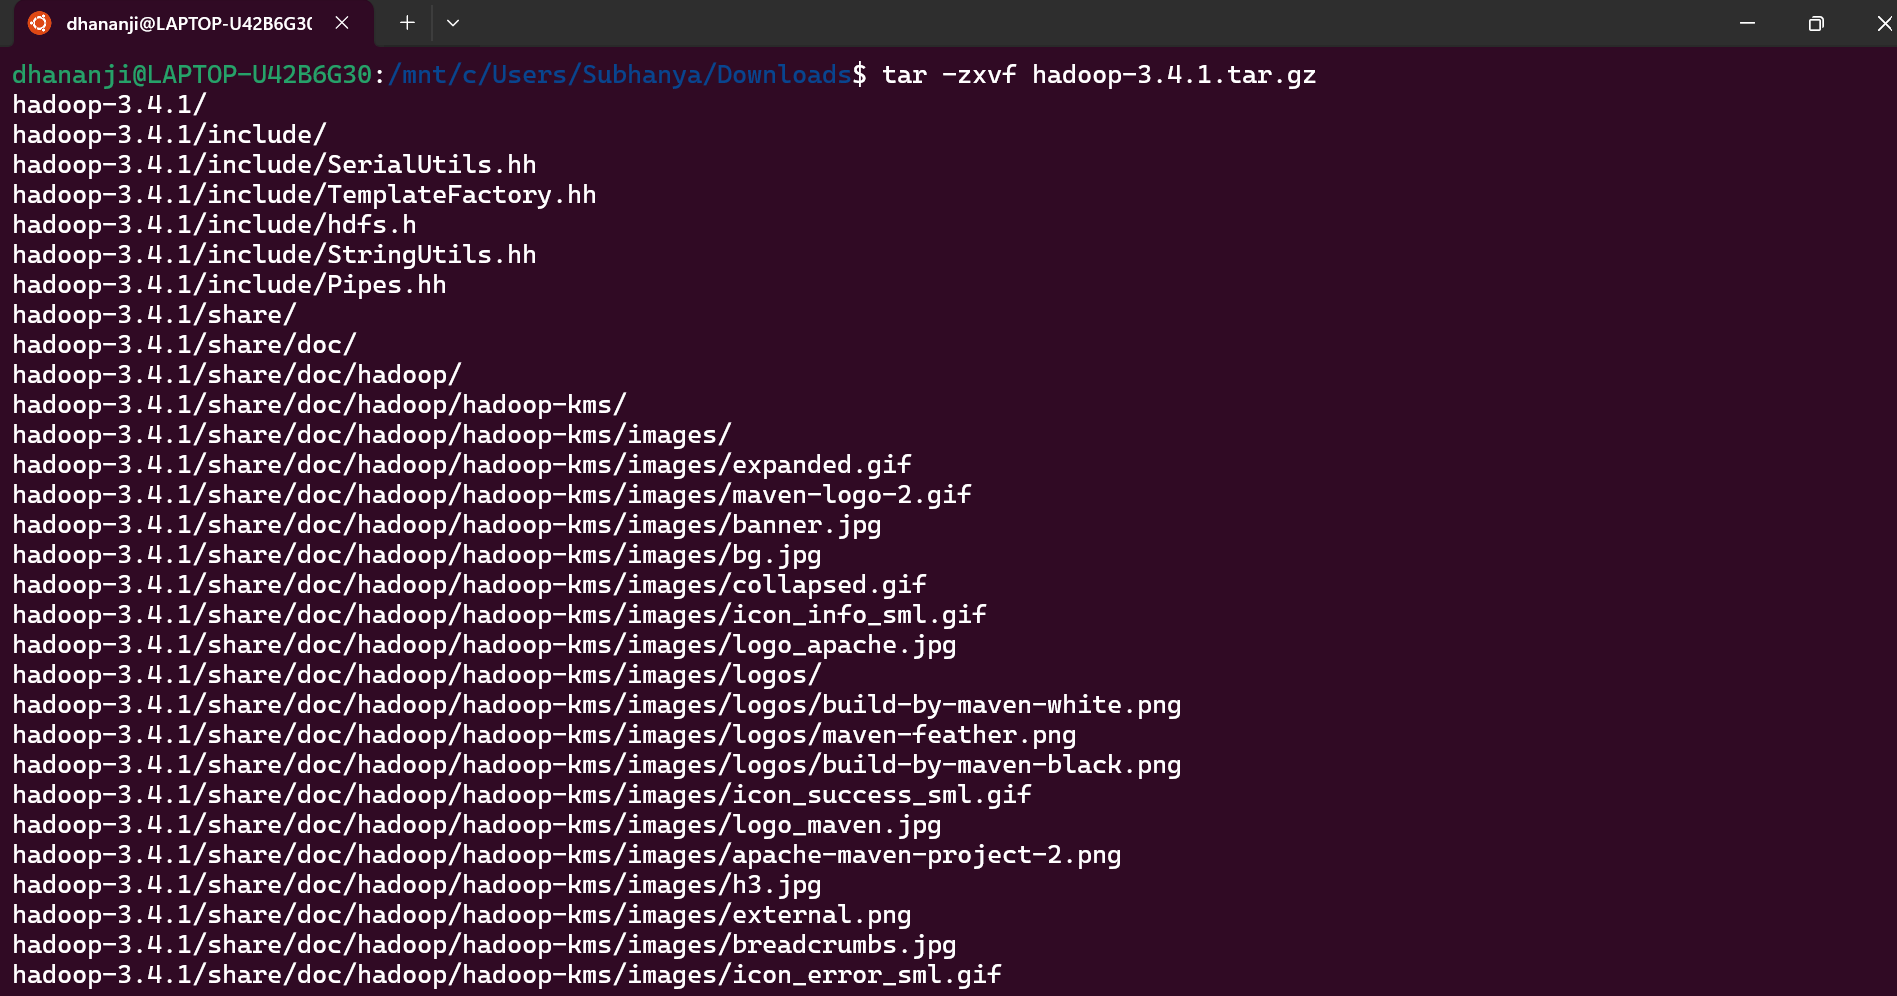 dhananji@LAPTOP-U42B6G30
dhananji@LAPTOP-U42B6G30:/mnt/c/Users/Subhanya/Downloads$ tar -zxvf hadoop-3.4.1.tar.gz
hadoop-3.4.1/
hadoop-3.4.1/include/
hadoop-3.4.1/include/SerialUtils.hh
hadoop-3.4.1/include/TemplateFactory.hh
hadoop-3.4.1/include/hdfs.h
hadoop-3.4.1/include/StringUtils.hh
hadoop-3.4.1/include/Pipes.hh
hadoop-3.4.1/share/
hadoop-3.4.1/share/doc/
hadoop-3.4.1/share/doc/hadoop/
hadoop-3.4.1/share/doc/hadoop/hadoop-kms/
hadoop-3.4.1/share/doc/hadoop/hadoop-kms/images/
hadoop-3.4.1/share/doc/hadoop/hadoop-kms/images/expanded.gif
hadoop-3.4.1/share/doc/hadoop/hadoop-kms/images/maven-logo-2.gif
hadoop-3.4.1/share/doc/hadoop/hadoop-kms/images/banner.jpg
hadoop-3.4.1/share/doc/hadoop/hadoop-kms/images/bg.jpg
hadoop-3.4.1/share/doc/hadoop/hadoop-kms/images/collapsed.gif
hadoop-3.4.1/share/doc/hadoop/hadoop-kms/images/icon_info_sml.gif
hadoop-3.4.1/share/doc/hadoop/hadoop-kms/images/logo_apache.jpg
hadoop-3.4.1/share/doc/hadoop/hadoop-kms/images/logos/
hadoop-3.4.1/share/doc/hadoop/hadoop-kms/images/logos/build-by-maven-white.png
hadoop-3.4.1/share/doc/hadoop/hadoop-kms/images/logos/maven-feather.png
hadoop-3.4.1/share/doc/hadoop/hadoop-kms/images/logos/build-by-maven-black.png
hadoop-3.4.1/share/doc/hadoop/hadoop-kms/images/icon_success_sml.gif
hadoop-3.4.1/share/doc/hadoop/hadoop-kms/images/logo_maven.jpg
hadoop-3.4.1/share/doc/hadoop/hadoop-kms/images/apache-maven-project-2.png
hadoop-3.4.1/share/doc/hadoop/hadoop-kms/images/h3.jpg
hadoop-3.4.1/share/doc/hadoop/hadoop-kms/images/external.png
hadoop-3.4.1/share/doc/hadoop/hadoop-kms/images/breadcrumbs.jpg
hadoop-3.4.1/share/doc/hadoop/hadoop-kms/images/icon_error_sml.gif